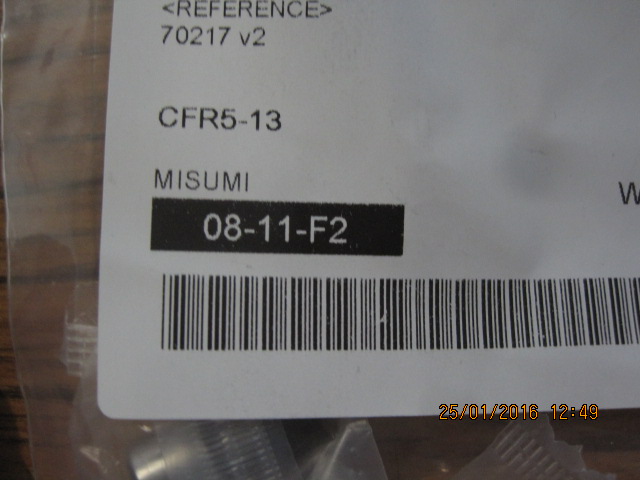 <REFERENCE>
70217 v2
CFR5-13
MISUMI
W
08-11-F2
25/01/2016 12:49